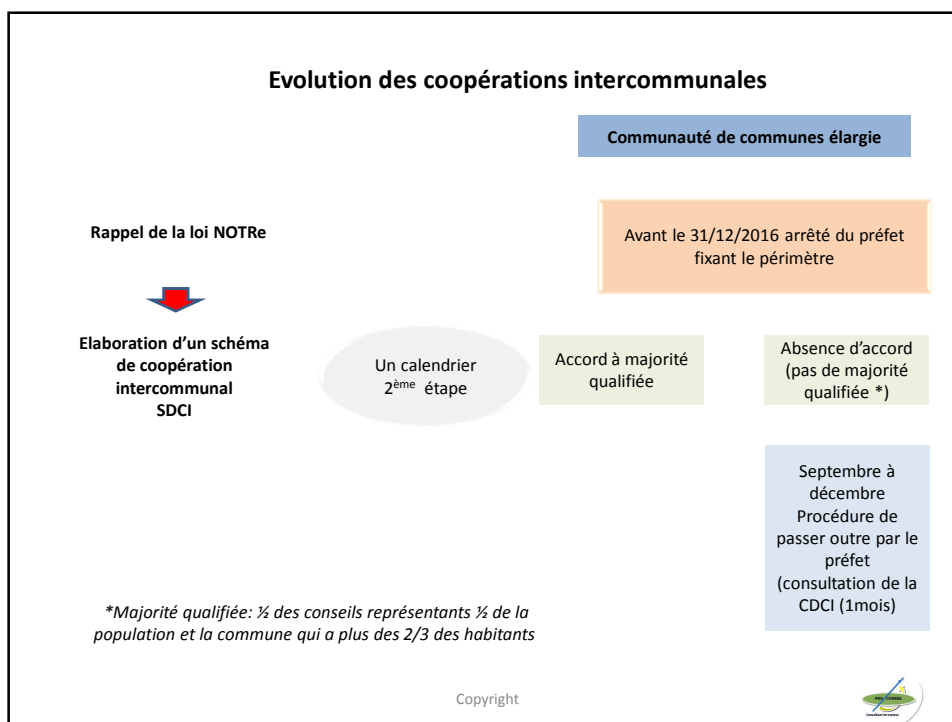 Evolution des coopérations intercommunales
Communauté de communes élargie
Rappel de la loi NOTRe
Avant le 31/12/2016 arrêté du préfet
fixant le périmètre
Elaboration d’un schéma
de coopération
intercommunal
SDCI
Un calendrier
2ème étape
Accord à majorité
qualifiée
Absence d’accord
(pas de majorité
qualifiée *)
Septembre à
décembre
Procédure de
passer outre par le
préfet
(consultation de la
CDCI (1mois)
*Majorité qualifiée: ½ des conseils représentants ½ de la
population et la commune qui a plus des 2/3 des habitants
Copyright
PRO CONSEIL
Consultant formateur